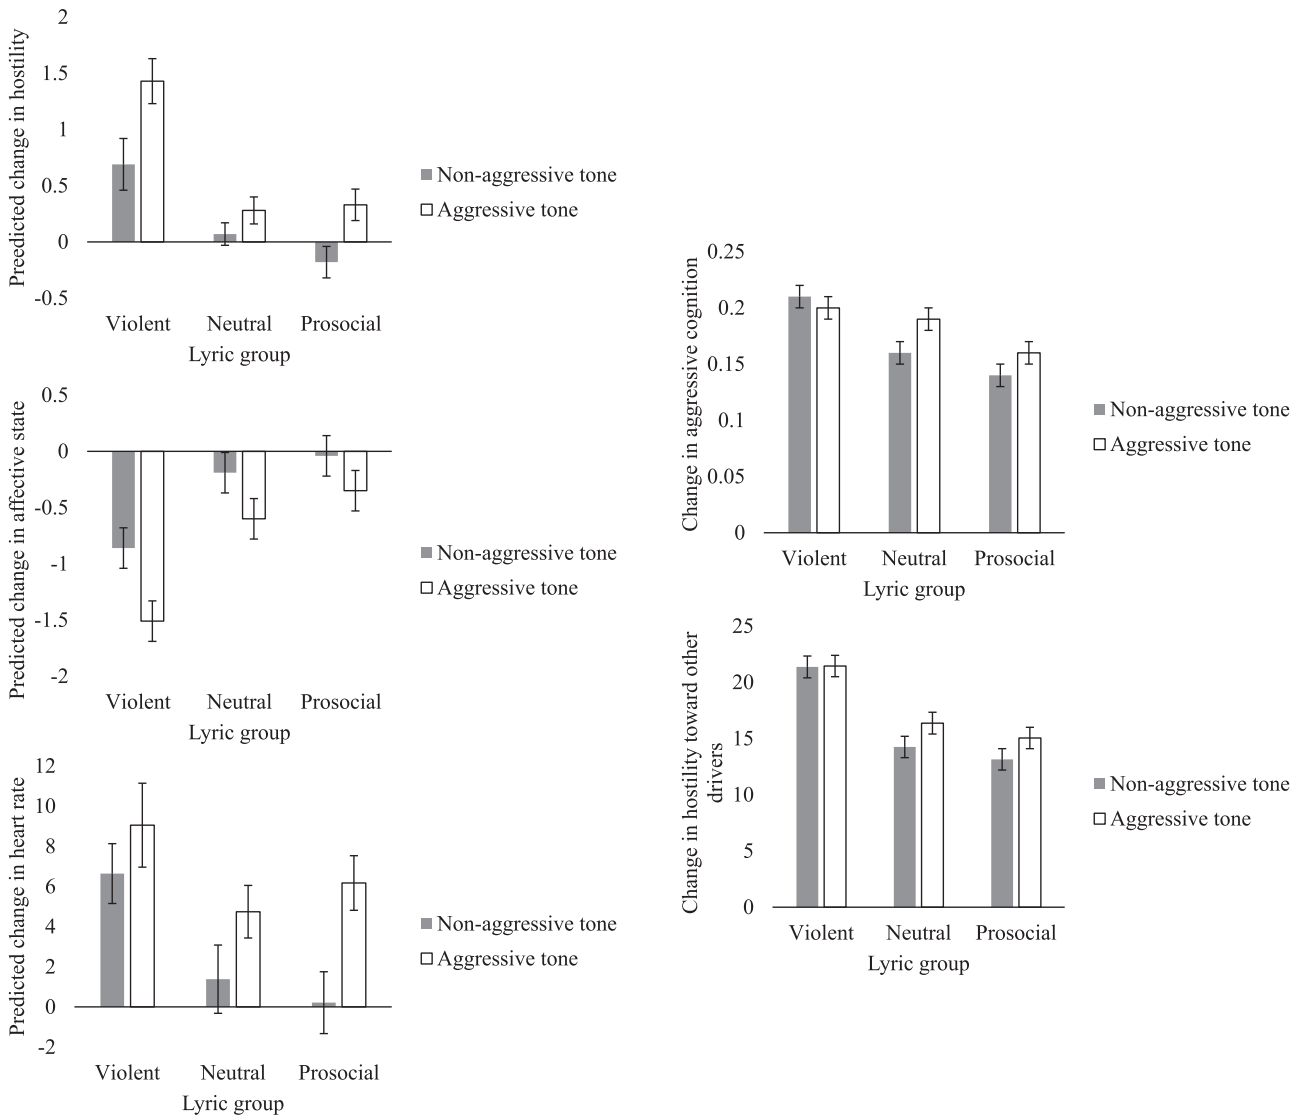 Preedicted change in hostility
2
1.5
1
0.5
0
-0.5
Violent Neutral Prosocial
Lyric group
Non-aggressive tone
Aggressive tone
Predicted change in affective state
0.5
0
-0.5
-1
-1.5
-2
Violent Neutral Prosocial
Lyric group
Non-aggressive tone
Aggressive tone
Predicted change in heart rate
12
10
8
6
4
2
0
-2
Violent Neutral Prosocial
Lyric group
Non-aggressive tone
Aggressive tone
Change in aggressive cognition
0.25
0.2
0.15
0.1
0.05
0
Violent Neutral Prosocial
Lyric group
Non-aggressive tone
Aggressive tone
Change in hostility toward other
drivers
25
20
15
10
5
0
Violent Neutral Prosocial
Lyric group
Non-aggressive tone
Aggressive tone